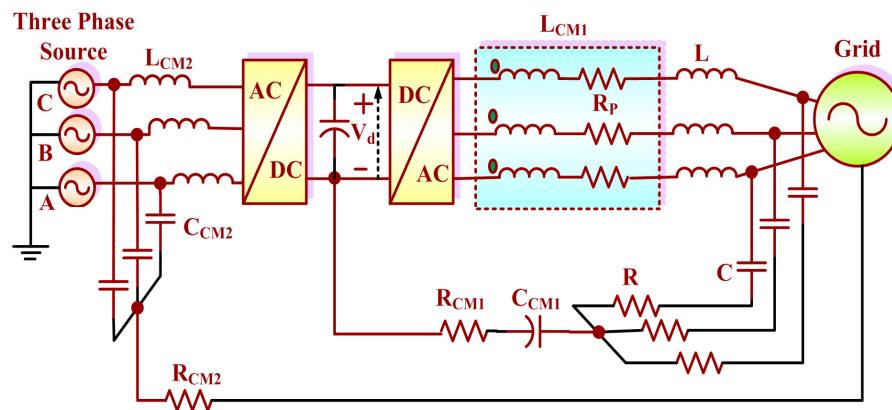 Three Phase
Source
L_CM2
L_CM1
L
Grid
C
B
A
AC
DC
+
V_d
−
DC
AC
R_P
C_CM2
C
R
R_CM1
C_CM1
R_CM2